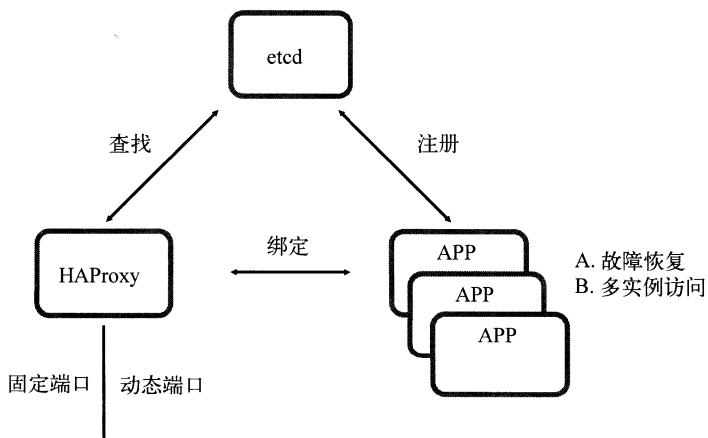 etcd
查找
注册
HAProxy
绑定
APP
APP
APP
A. 故障恢复
B. 多实例访问
固定端口
动态端口